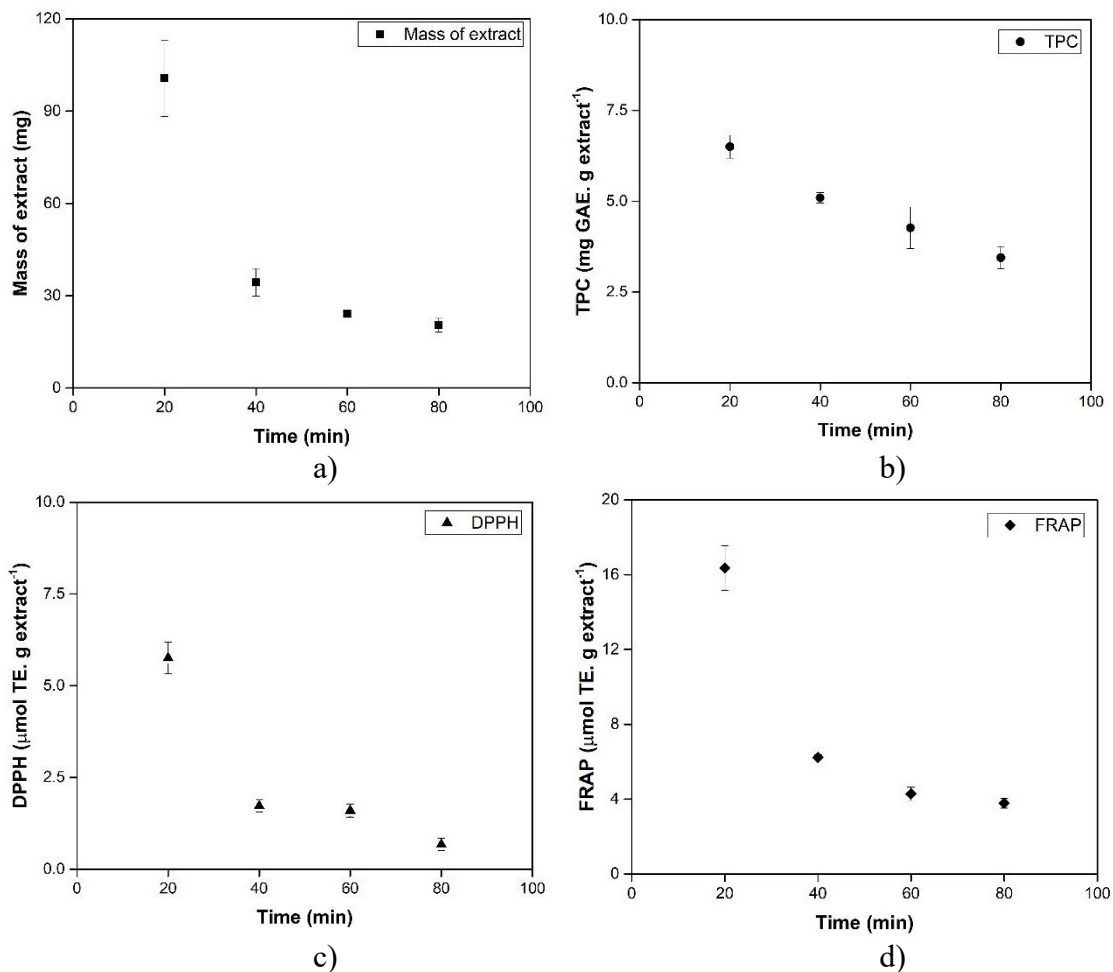 120
90
60
30
0
Mass of extract (mg)
Mass of extract
0 20 40 60 80 100
Time (min)
a)
10.0
7.5
5.0
2.5
0.0
TPC (mg GAE. g extract⁻¹)
TPC
0 20 40 60 80 100
Time (min)
b)
10.0
7.5
5.0
2.5
0.0
DPPH (μmol TE. g extract⁻¹)
DPPH
0 20 40 60 80 100
Time (min)
c)
20
16
12
8
4
0
FRAP (μmol TE. g extract⁻¹)
FRAP
0 20 40 60 80 100
Time (min)
d)